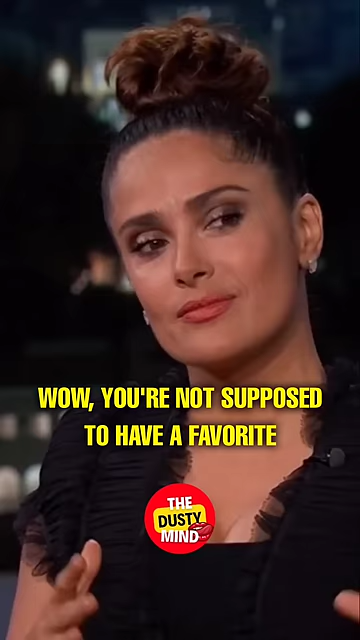 WOW, YOU'RE NOT SUPPOSED
TO HAVE A FAVORITE
THE
DUSTY
MIND